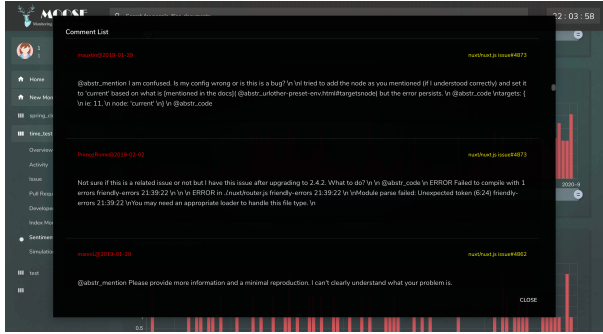 MOOSE
22 : 03 : 58
Comment List
nuxt/nuxt.js issue#4873
@abstr_mention I am confused. Is my config wrong or is this is a bug? \n \nI tried to add the node as you mentioned (if I understood correctly) and set it
to 'current' based on what is [mentioned in the docs]( @abstr_urlother-preset-env.html#targetsnode) but the error persists. \n @abstr_code \ntargets: {
\n ie: 11, \n node: 'current' \n} \n @abstr_code
nuxt/nuxt.js issue#4873
Not sure if this is a related issue or not but I have this issue after upgrading to 2.4.2. What to do? \n \n @abstr_code \n ERROR Failed to compile with 1
errors friendly-errors 21:39:22 \n \n \n ERROR in ./nuxt/router.js friendly-errors 21:39:22 \n \nModule parse failed: Unexpected token (6:24) friendly-
errors 21:39:22 \nYou may need an appropriate loader to handle this file type. \n
nuxt/nuxt.js issue#4862
@abstr_mention Please provide more information and a minimal reproduction. I can't clearly understand what your problem is.
CLOSE
Home
New Mon
spring_cl
time_test
Overview
Activity
Issue
Pull Requ
Develope
Index Mor
Sentimen
Simulatio
test
2020-9
0.5